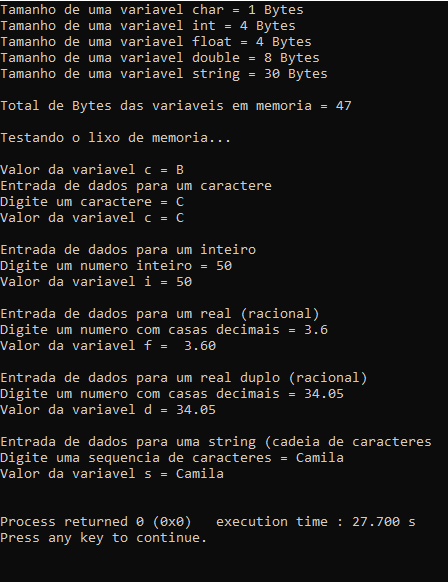 Tamanho de uma variavel char = 1 Bytes
Tamanho de uma variavel int = 4 Bytes
Tamanho de uma variavel float = 4 Bytes
Tamanho de uma variavel double = 8 Bytes
Tamanho de uma variavel string = 30 Bytes
Total de Bytes das variaveis em memoria = 47
Testando o lixo de memoria...
Valor da variavel c = B
Entrada de dados para um caractere
Digite um caractere = C
Valor da variavel c = C
Entrada de dados para um inteiro
Digite um numero inteiro = 50
Valor da variavel i = 50
Entrada de dados para um real (racional)
Digite um numero com casas decimais = 3.6
Valor da variavel f =  3.60
Entrada de dados para um real duplo (racional)
Digite um numero com casas decimais = 34.05
Valor da variavel d = 34.05
Entrada de dados para uma string (cadeia de caracteres
Digite uma sequencia de caracteres = Camila
Valor da variavel s = Camila
Process returned 0 (0x0)   execution time : 27.700 s
Press any key to continue.